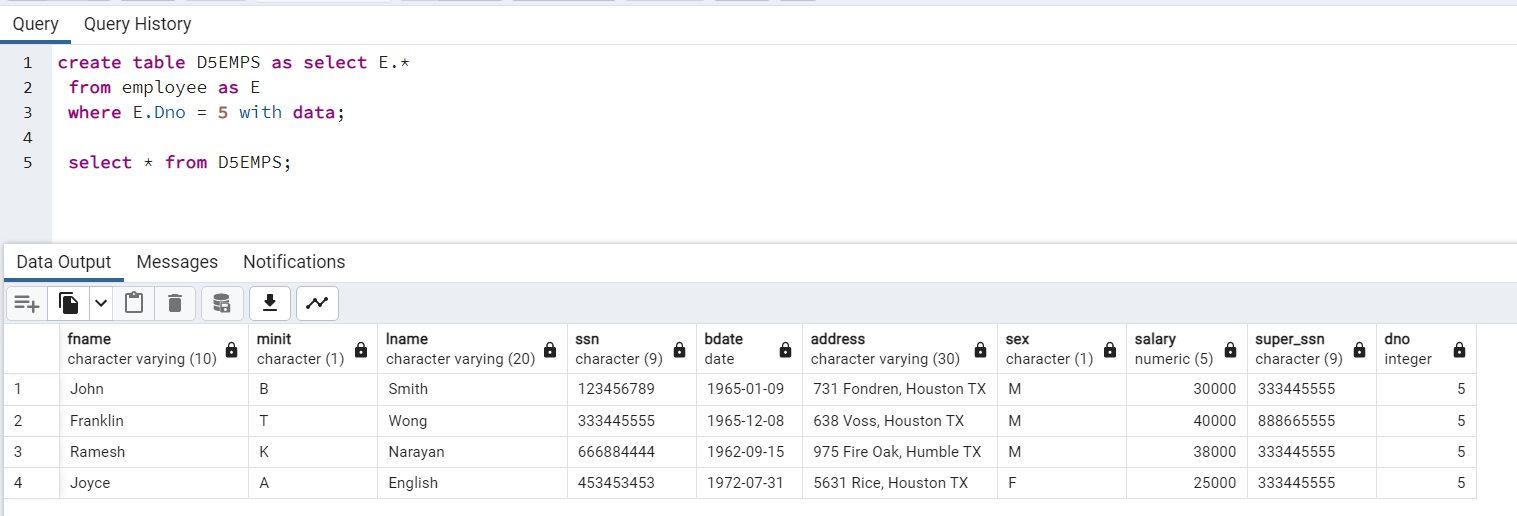 Query Query History
1 create table D5EMPS as select E.*
2 from employee as E
3 where E.Dno = 5 with data;
4
5 select * from D5EMPS;
Data Output Messages Notifications
fname minit lname ssn bdate address sex salary super_ssn dno
character varying (10) character (1) character varying (20) character (9) date character varying (30) character (1) numeric (5) character (9) integer
1 John B Smith 123456789 1965-01-09 731 Fondren, Houston TX M 30000 333445555 5
2 Franklin T Wong 333445555 1965-12-08 638 Voss, Houston TX M 40000 888665555 5
3 Ramesh K Narayan 666884444 1962-09-15 975 Fire Oak, Humble TX M 38000 333445555 5
4 Joyce A English 453453453 1972-07-31 5631 Rice, Houston TX F 25000 333445555 5